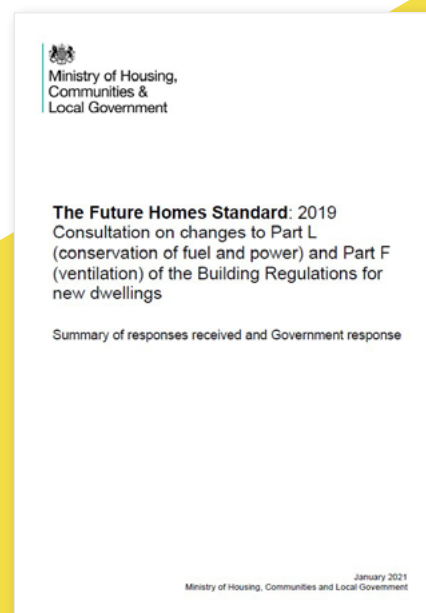 Ministry of Housing,
Communities &
Local Government
The Future Homes Standard: 2019
Consultation on changes to Part L
(conservation of fuel and power) and Part F
(ventilation) of the Building Regulations for
new dwellings
Summary of responses received and Government response
January 2021
Ministry of Housing, Communities and Local Government